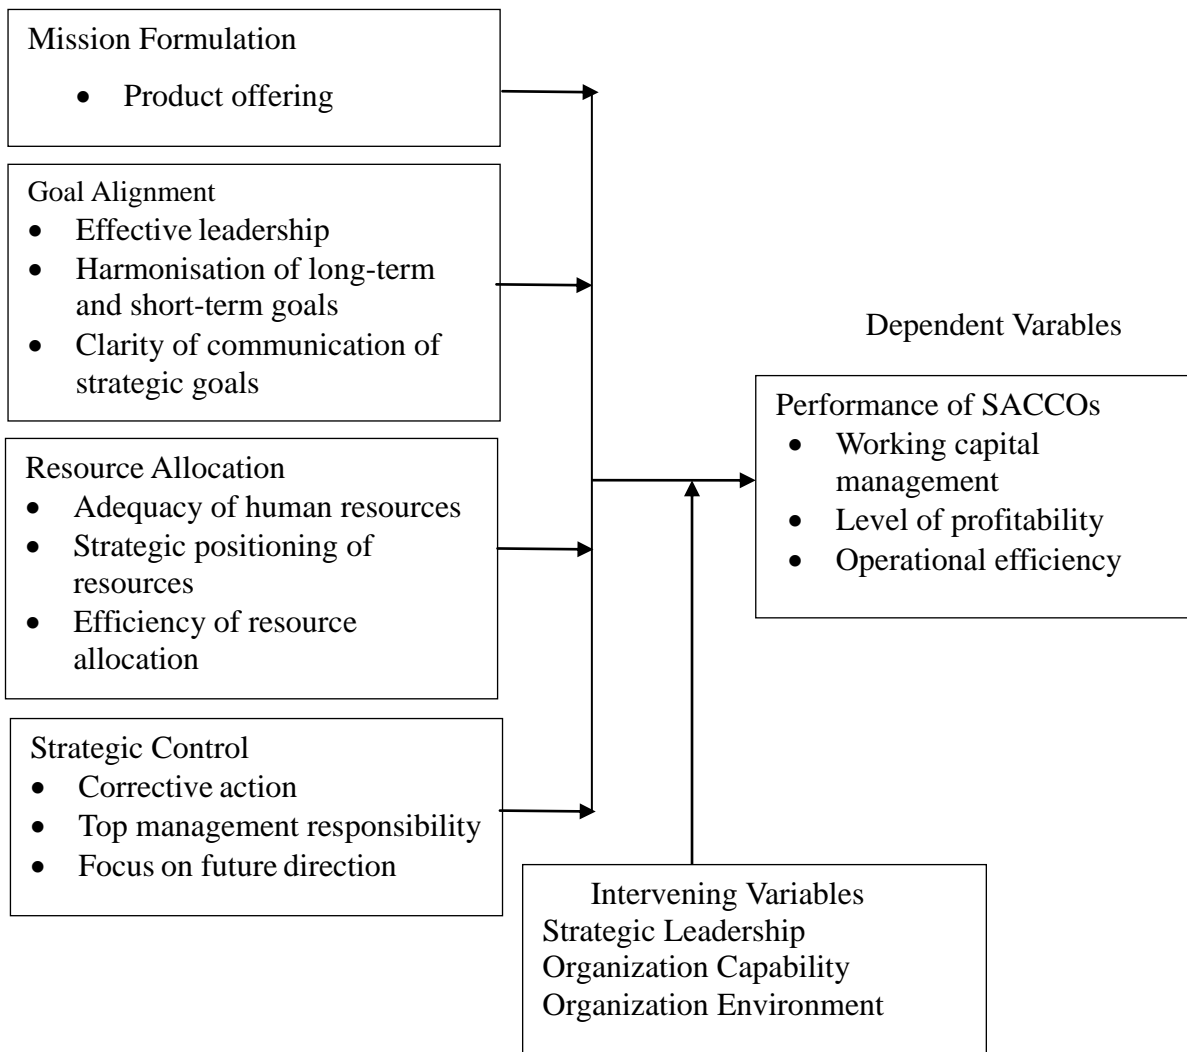 Mission Formulation
• Product offering
Goal Alignment
• Effective leadership
• Harmonisation of long-term
and short-term goals
• Clarity of communication of
strategic goals
Resource Allocation
• Adequacy of human resources
• Strategic positioning of
resources
• Efficiency of resource
allocation
Strategic Control
• Corrective action
• Top management responsibility
• Focus on future direction
Dependent Varables
Performance of SACCOs
• Working capital
management
• Level of profitability
• Operational efficiency
Intervening Variables
Strategic Leadership
Organization Capability
Organization Environment